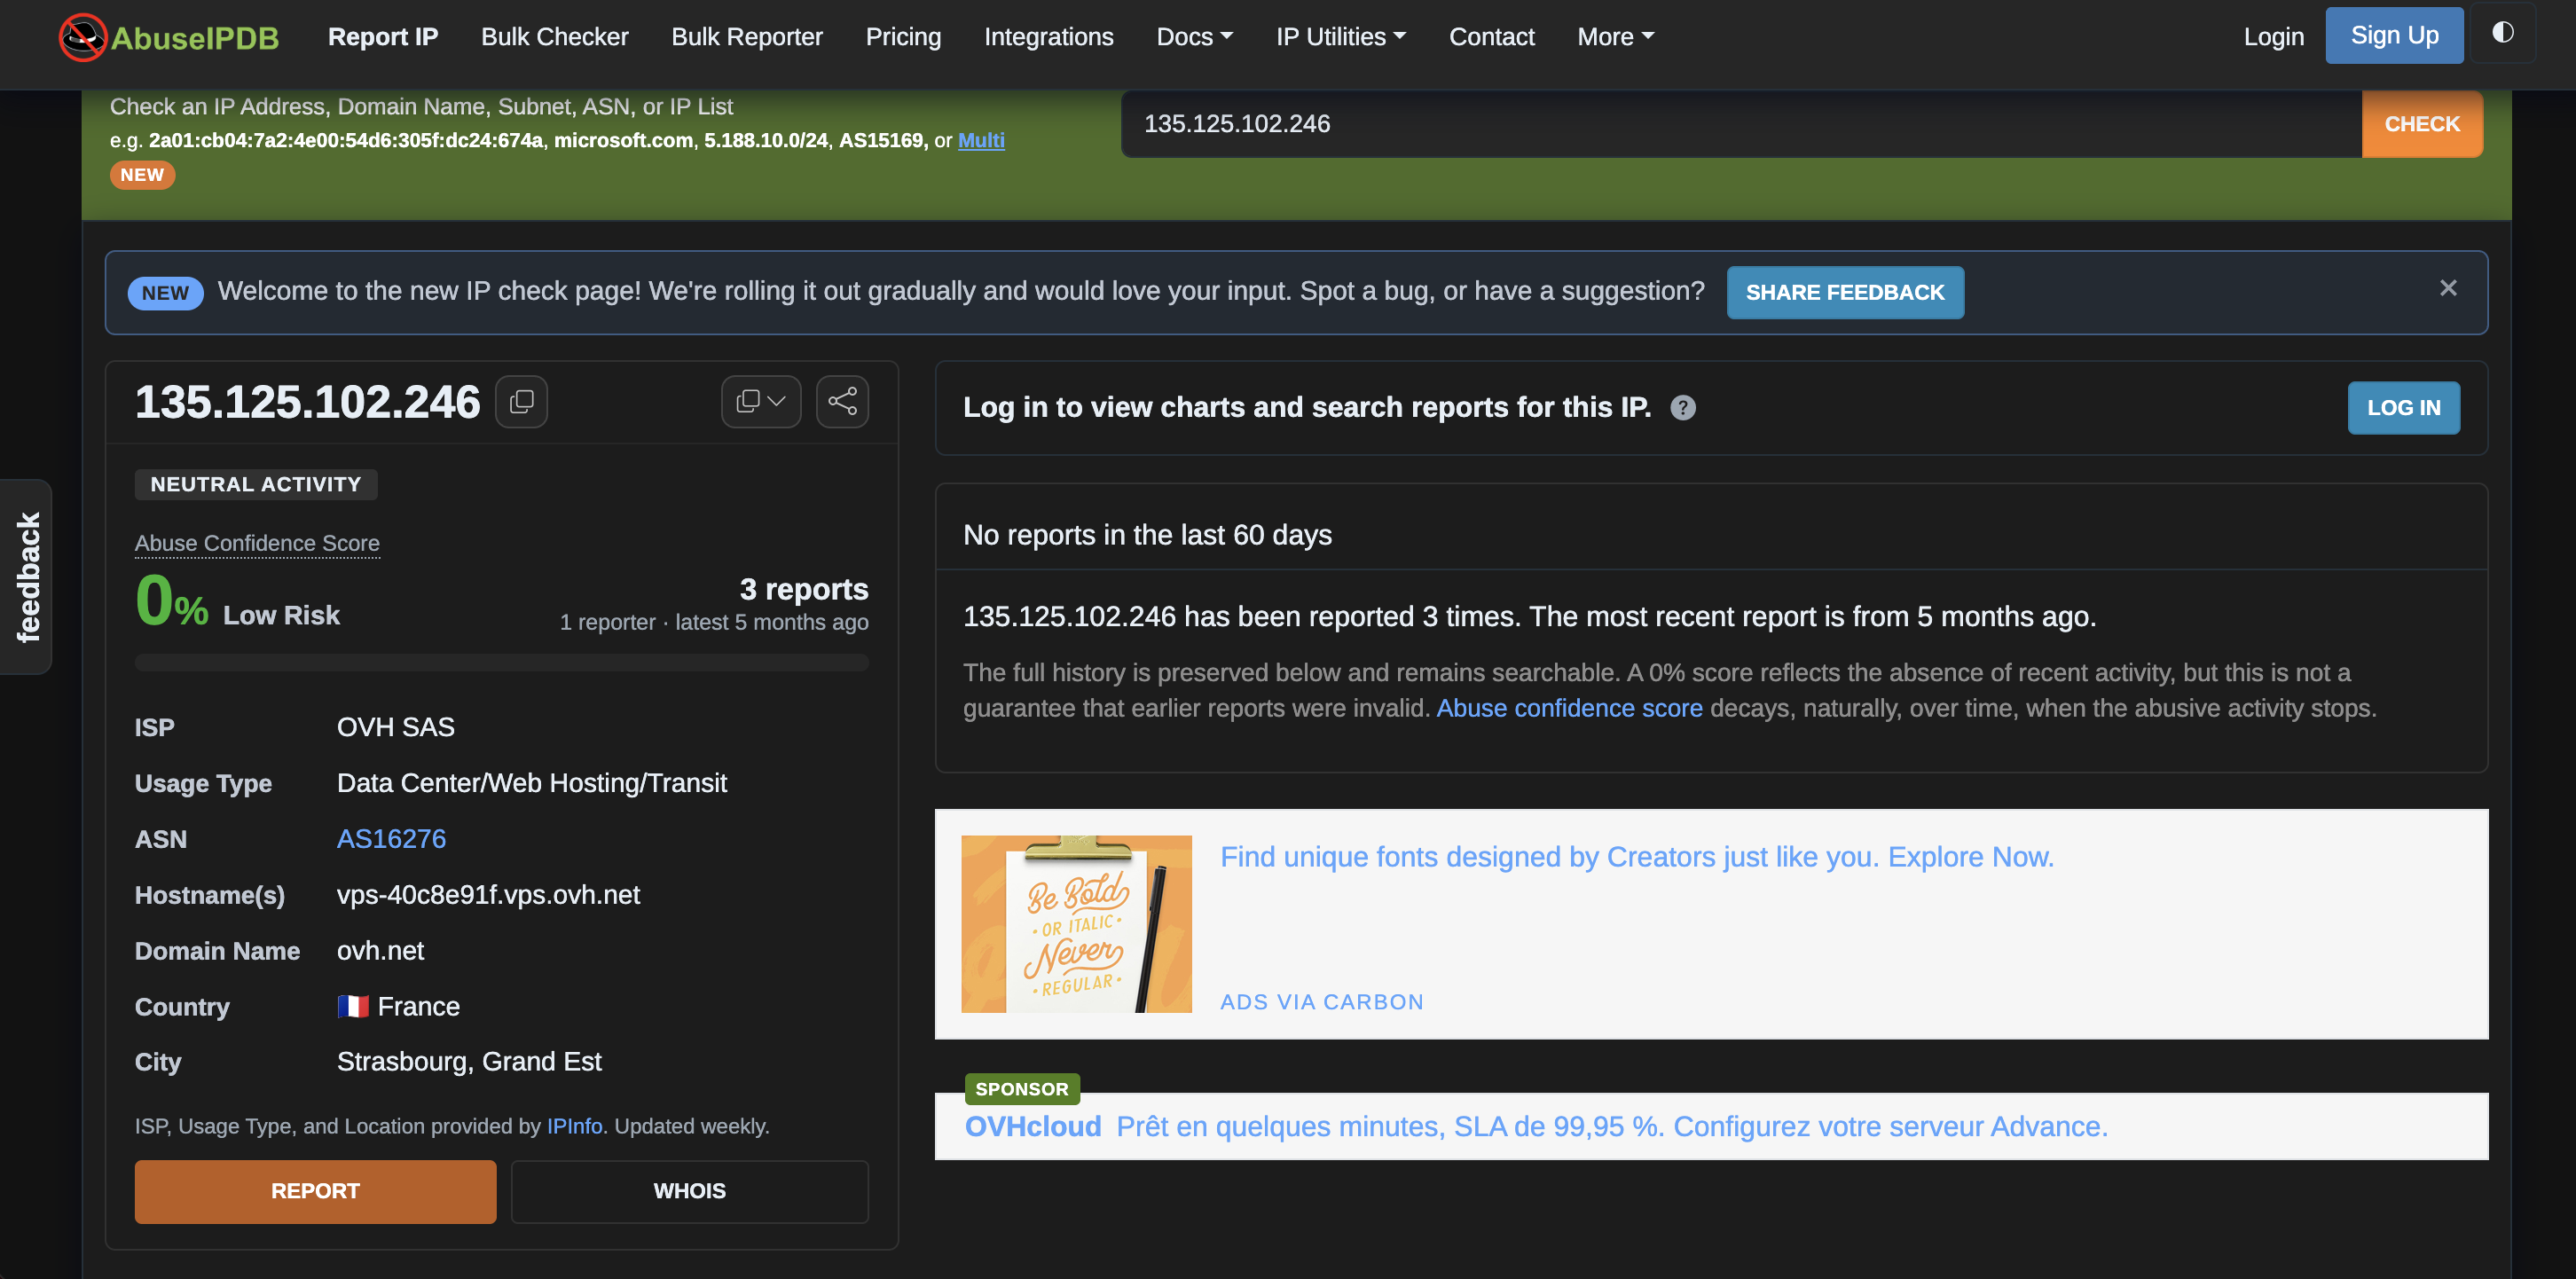 AbuseIPDB
Report IP
Bulk Checker
Bulk Reporter
Pricing
Integrations
Docs
IP Utilities
Contact
More
Login
Sign Up
Check an IP Address, Domain Name, Subnet, ASN, or IP List
e.g. 2a01:cb04:7a2:4e00:54d6:305f:dc24:674a, microsoft.com, 5.188.10.0/24, AS15169, or Multi
NEW
135.125.102.246
CHECK
NEW Welcome to the new IP check page! We're rolling it out gradually and would love your input. Spot a bug, or have a suggestion? SHARE FEEDBACK
feedback
135.125.102.246
NEUTRAL ACTIVITY
Abuse Confidence Score
0% Low Risk
3 reports
1 reporter · latest 5 months ago
ISP OVH SAS
Usage Type Data Center/Web Hosting/Transit
ASN AS16276
Hostname(s) vps-40c8e91f.vps.ovh.net
Domain Name ovh.net
Country France
City Strasbourg, Grand Est
ISP, Usage Type, and Location provided by IPInfo. Updated weekly.
REPORT
WHOIS
Log in to view charts and search reports for this IP. ?
LOG IN
No reports in the last 60 days
135.125.102.246 has been reported 3 times. The most recent report is from 5 months ago.
The full history is preserved below and remains searchable. A 0% score reflects the absence of recent activity, but this is not a
guarantee that earlier reports were invalid. Abuse confidence score decays, naturally, over time, when the abusive activity stops.
Be Bold
• OR ITALIC •
Never
• REGULAR •
Find unique fonts designed by Creators just like you. Explore Now.
ADS VIA CARBON
SPONSOR
OVHcloud Prêt en quelques minutes, SLA de 99,95 %. Configurez votre serveur Advance.